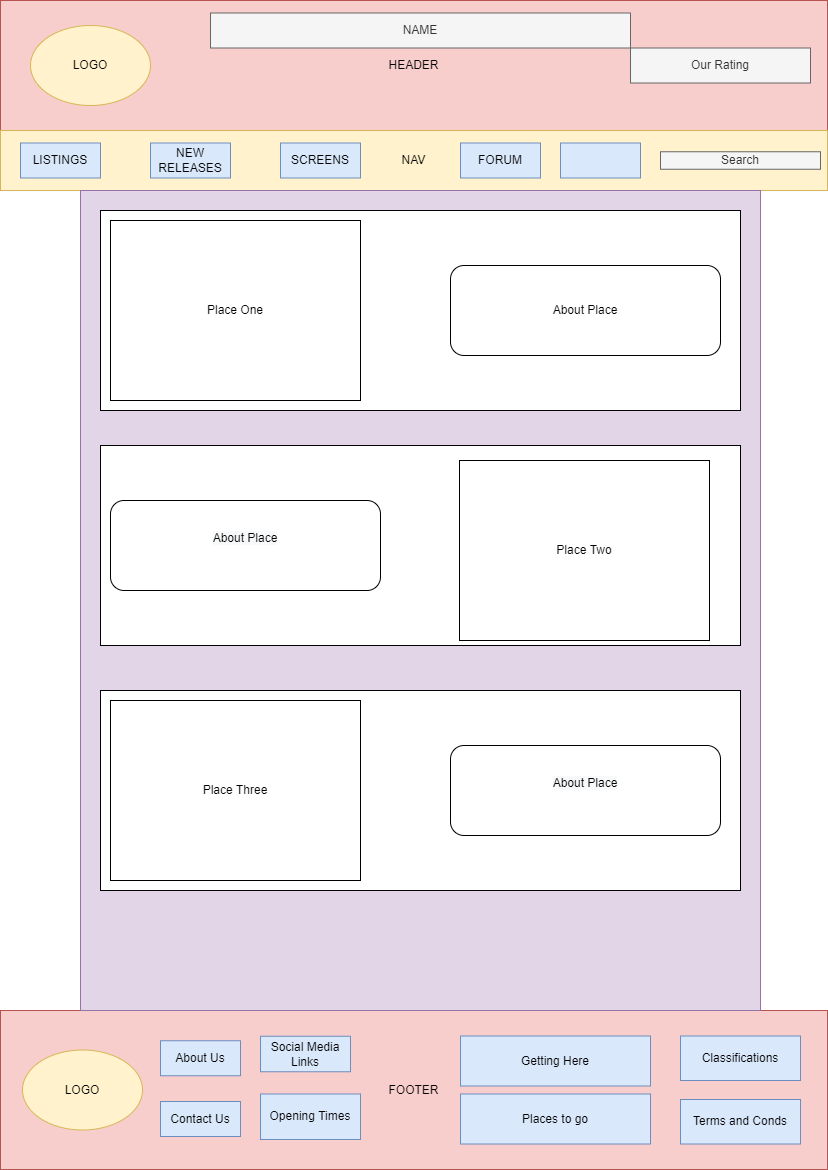 NAME
LOGO
HEADER
Our Rating
LISTINGS
NEW
RELEASES
SCREENS
NAV
FORUM
Search
Place One
About Place
About Place
Place Two
Place Three
About Place
LOGO
About Us
Social Media
Links
Contact Us
Opening Times
FOOTER
Getting Here
Places to go
Classifications
Terms and Conds